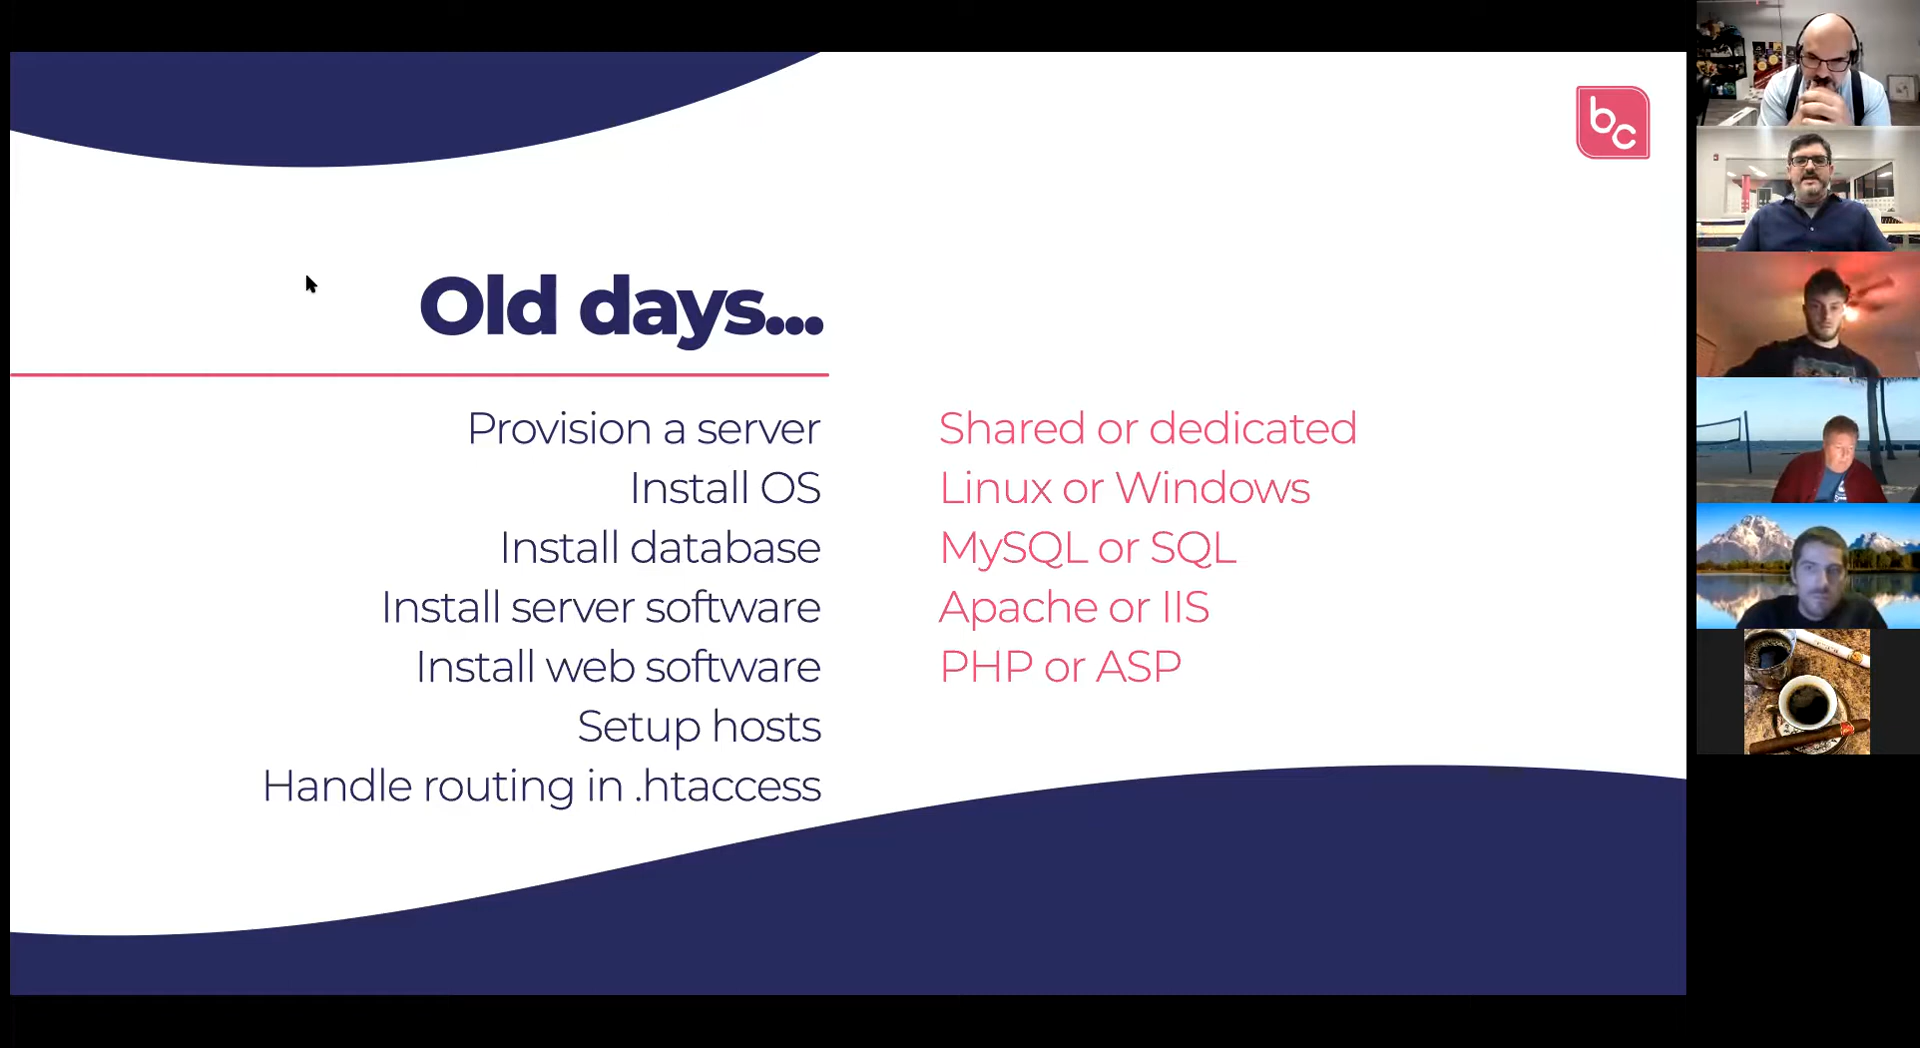 bc
Old days...
Provision a server
Shared or dedicated
Install OS
Linux or Windows
Install database
MySQL or SQL
Install server software
Apache or IIS
Install web software
PHP or ASP
Setup hosts
Handle routing in .htaccess